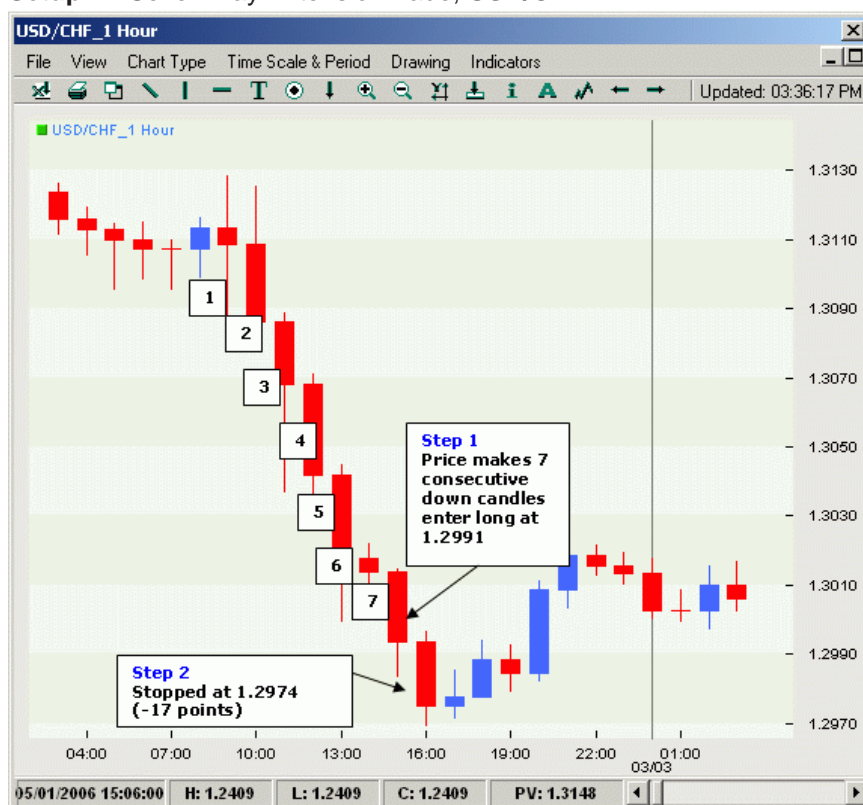 USD/CHF_1 Hour
File View Chart Type Time Scale & Period Drawing Indicators
T i A Updated: 03:36:17 PM
USD/CHF_1 Hour
1.3130
1.3110
1.3090
1.3070
1.3050
1.3030
1.3010
1.2990
1.2970
1
2
3
4
5
6
7
Step 1
Price makes 7
consecutive
down candles
enter long at
1.2991
Step 2
Stopped at 1.2974
(-17 points)
04:00 07:00 10:00 13:00 16:00 19:00 22:00 01:00
03/03
05/01/2006 15:06:00 H: 1.2409 L: 1.2409 C: 1.2409 PV: 1.3148